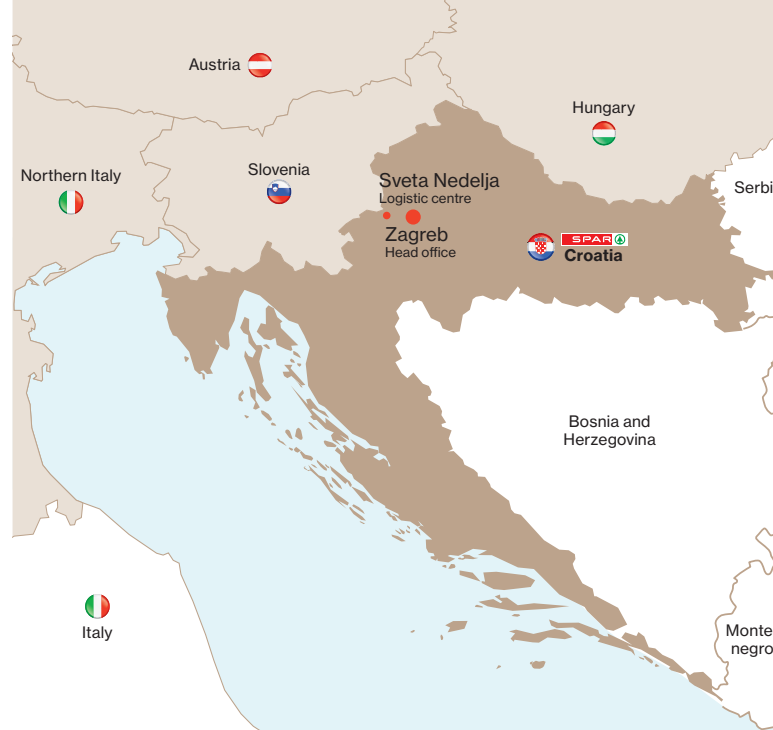 Austria
Hungary
Northern Italy
Slovenia
Sveta Nedelja
Logistic centre
Serbi
Zagreb
Head office
SPAR
Croatia
Bosnia and
Herzegovina
Italy
Monte
negro